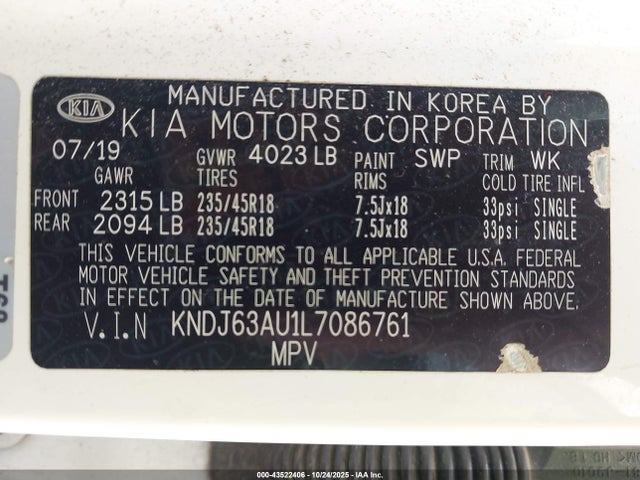 KIA
MANUFACTURED IN KOREA BY
KIA MOTORS CORPORATION
07/19 GVWR 4023 LB PAINT SWP TRIM WK
GAWR TIRES RIMS COLD TIRE INFL
FRONT 2315 LB 235/45R18 7.5Jx18 33psi SINGLE
REAR 2094 LB 235/45R18 7.5Jx18 33psi SINGLE
THIS VEHICLE CONFORMS TO ALL APPLICABLE U.S.A. FEDERAL
MOTOR VEHICLE SAFETY AND THEFT PREVENTION STANDARDS
IN EFFECT ON THE DATE OF MANUFACTURE SHOWN ABOVE.
V.I.N KNDJ63AU1L7086761
MPV
000-43522406 - 10/24/2025 - Copyright © IAA